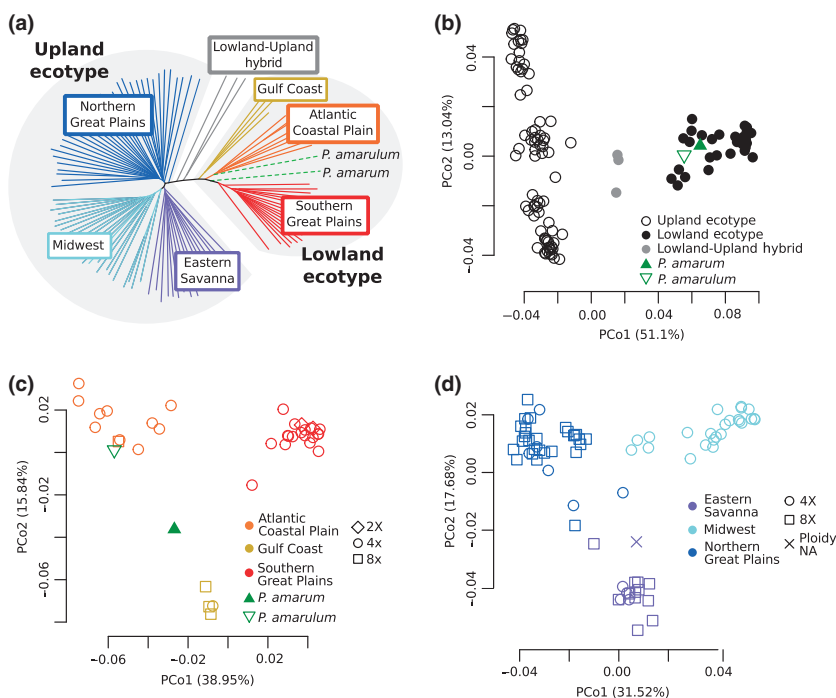 (a)
Upland
ecotype
Lowland-Upland
hybrid
Gulf Coast
Northern
Great Plains
Atlantic
Coastal Plain
P. amarulum
P. amarum
Southern
Great Plains
Midwest
Eastern
Savanna
Lowland
ecotype
(b)
PCo2 (13.04%)
0.04
0.00
−0.04
Upland ecotype
Lowland ecotype
Lowland-Upland hybrid
P. amarum
P. amarulum
−0.04 0.00 0.04 0.08
PCo1 (51.1%)
(c)
PCo2 (15.84%)
0.02
−0.02
−0.06
Atlantic
Coastal Plain
Gulf Coast
Southern
Great Plains
P. amarum
P. amarulum
2X
4x
8x
−0.06 −0.02 0.02
PCo1 (38.95%)
(d)
PCo2 (17.68%)
0.02
0.00
−0.02
−0.04
Eastern
Savanna
Midwest
Northern
Great Plains
4X
8X
Ploidy
NA
−0.04 0.00 0.04
PCo1 (31.52%)